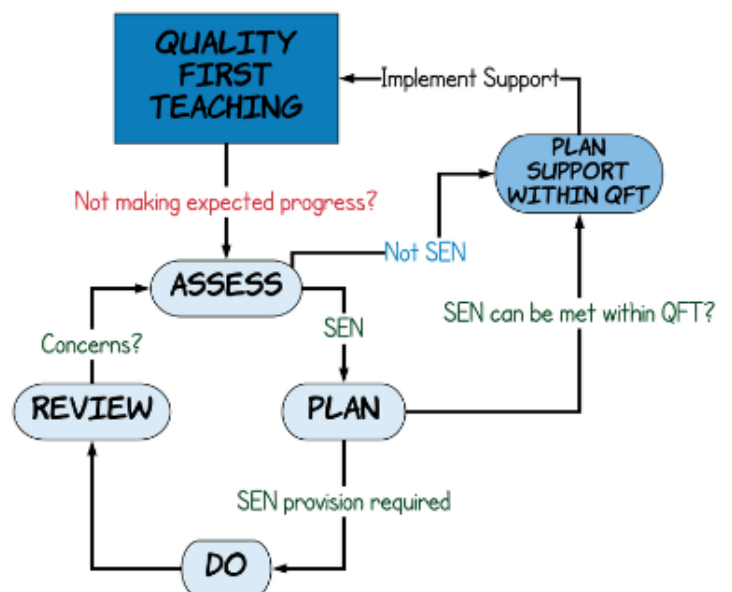 QUALITY
FIRST
TEACHING
Implement Support
PLAN
SUPPORT
WITHIN QFT
Not making expected progress?
Not SEN
ASSESS
SEN
SEN can be met within QFT?
Concerns?
REVIEW
PLAN
SEN provision required
DO